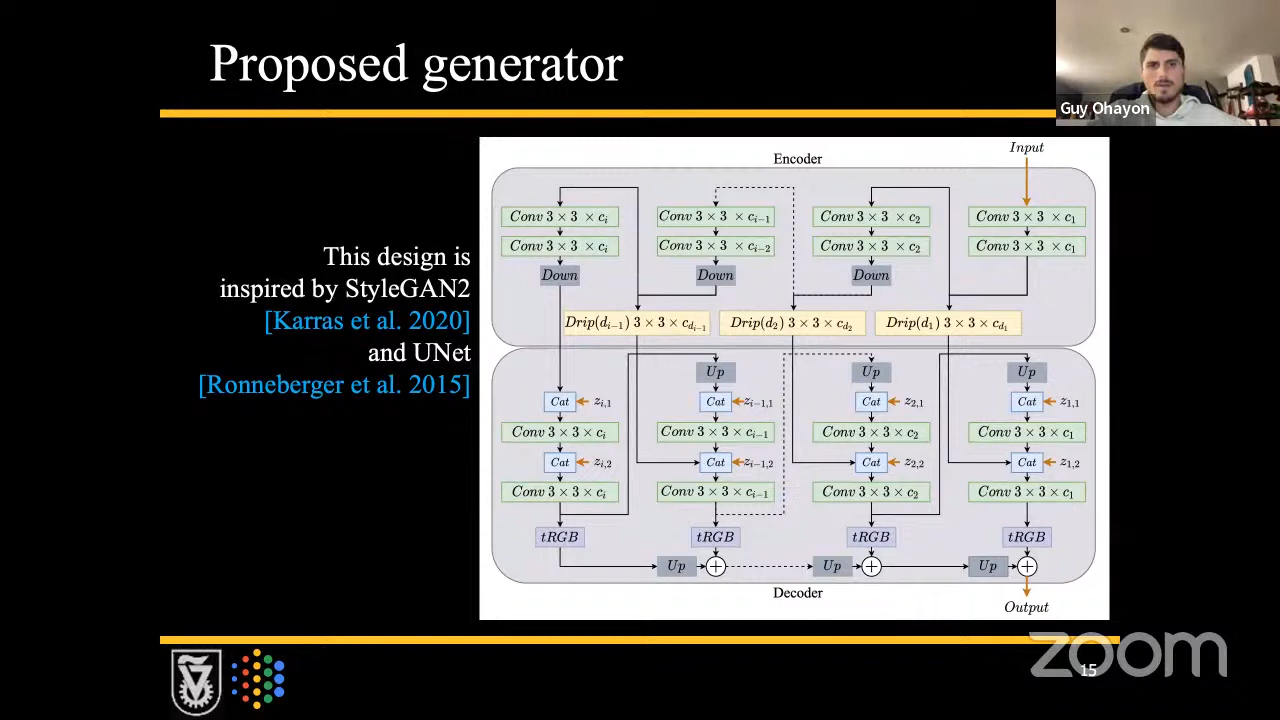 Proposed generator
Guy Ohayon
This design is
inspired by StyleGAN2
[Karras et al. 2020]
and UNet
[Ronneberger et al. 2015]
Encoder
Input
Conv 3 × 3 × c_i
Conv 3 × 3 × c_{i−1}
Conv 3 × 3 × c_2
Conv 3 × 3 × c_1
Conv 3 × 3 × c_i
Conv 3 × 3 × c_{i−2}
Conv 3 × 3 × c_2
Conv 3 × 3 × c_1
Down
Down
Down
Drip(d_{i−1}) 3 × 3 × c_{d_{i−1}}
Drip(d_2) 3 × 3 × c_{d_2}
Drip(d_1) 3 × 3 × c_{d_1}
Up
Up
Up
Cat z_{i,1}
Cat z_{i−1,1}
Cat z_{2,1}
Cat z_{1,1}
Conv 3 × 3 × c_i
Conv 3 × 3 × c_{i−1}
Conv 3 × 3 × c_2
Conv 3 × 3 × c_1
Cat z_{i,2}
Cat z_{i−1,2}
Cat z_{2,2}
Cat z_{1,2}
Conv 3 × 3 × c_i
Conv 3 × 3 × c_{i−1}
Conv 3 × 3 × c_2
Conv 3 × 3 × c_1
tRGB
tRGB
tRGB
tRGB
Up +
Up +
Up +
Decoder
Output
zoom
15